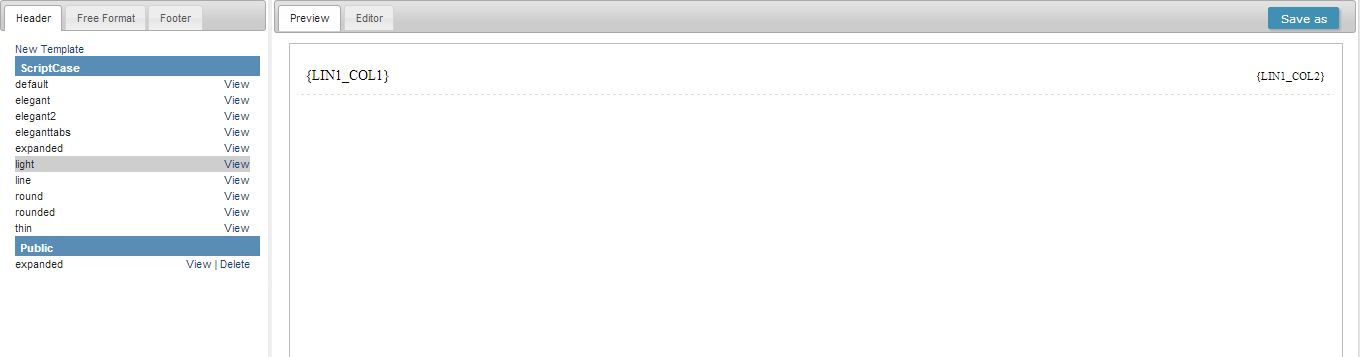 Header Free Format Footer
Preview Editor Save as
New Template
ScriptCase
default View
elegant View
elegant2 View
eleganttabs View
expanded View
light View
line View
round View
rounded View
thin View
Public
expanded View | Delete
{LIN1_COL1} {LIN1_COL2}